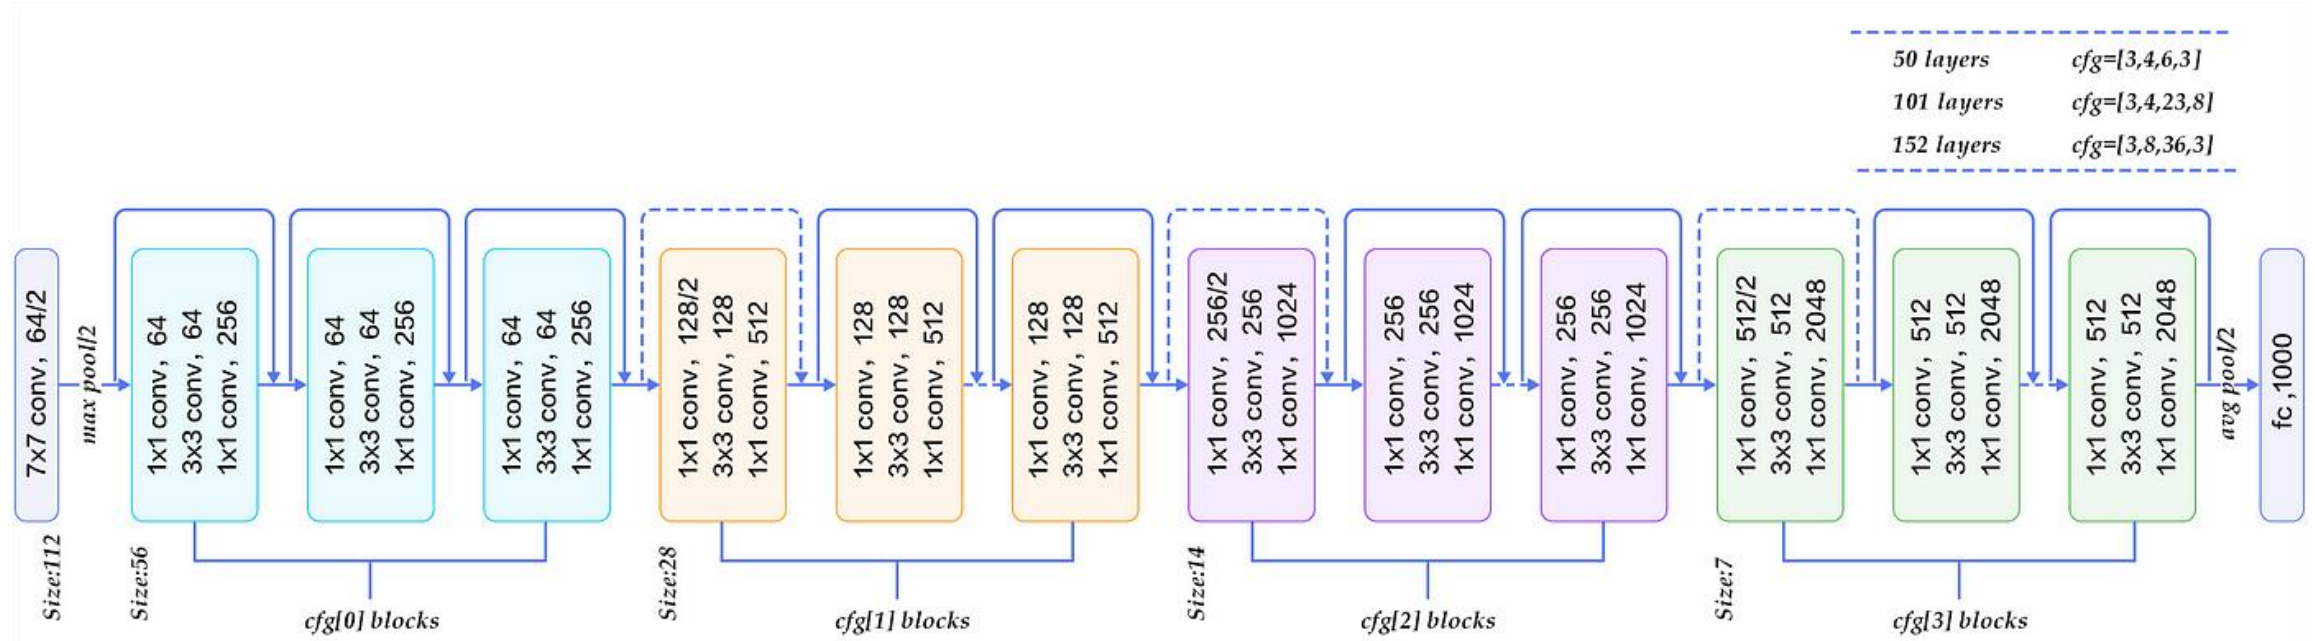 50 layers cfg=[3,4,6,3]
101 layers cfg=[3,4,23,8]
152 layers cfg=[3,8,36,3]
7x7 conv, 64/2
max pool/2
1x1 conv, 64
3x3 conv, 64
1x1 conv, 256
1x1 conv, 64
3x3 conv, 64
1x1 conv, 256
1x1 conv, 64
3x3 conv, 64
1x1 conv, 256
1x1 conv, 128/2
3x3 conv, 128
1x1 conv, 512
1x1 conv, 128
3x3 conv, 128
1x1 conv, 512
1x1 conv, 128
3x3 conv, 128
1x1 conv, 512
1x1 conv, 256/2
3x3 conv, 256
1x1 conv, 1024
1x1 conv, 256
3x3 conv, 256
1x1 conv, 1024
1x1 conv, 256
3x3 conv, 256
1x1 conv, 1024
1x1 conv, 512/2
3x3 conv, 512
1x1 conv, 2048
1x1 conv, 512
3x3 conv, 512
1x1 conv, 2048
1x1 conv, 512
3x3 conv, 512
1x1 conv, 2048
avg pool/2
fc ,1000
Size:112
Size:56
Size:28
Size:14
Size:7
cfg[0] blocks
cfg[1] blocks
cfg[2] blocks
cfg[3] blocks